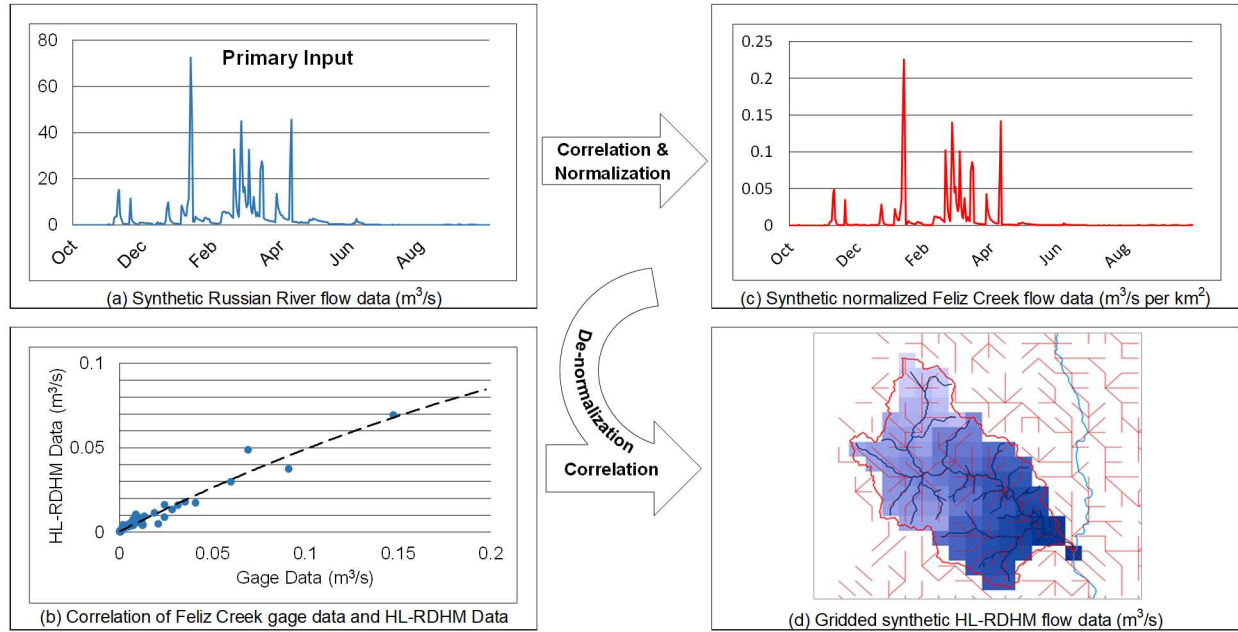 Primary Input
80
60
40
20
0
Oct
Dec
Feb
Apr
Jun
Aug
(a) Synthetic Russian River flow data (m³/s)
Correlation &
Normalization
0.25
0.2
0.15
0.1
0.05
0
Oct
Dec
Feb
Apr
Jun
Aug
(c) Synthetic normalized Feliz Creek flow data (m³/s per km²)
HL-RDHM Data (m³/s)
0.1
0.05
0
0
0.05
0.1
0.15
0.2
Gage Data (m³/s)
(b) Correlation of Feliz Creek gage data and HL-RDHM Data
De-normalization
Correlation
(d) Gridded synthetic HL-RDHM flow data (m³/s)